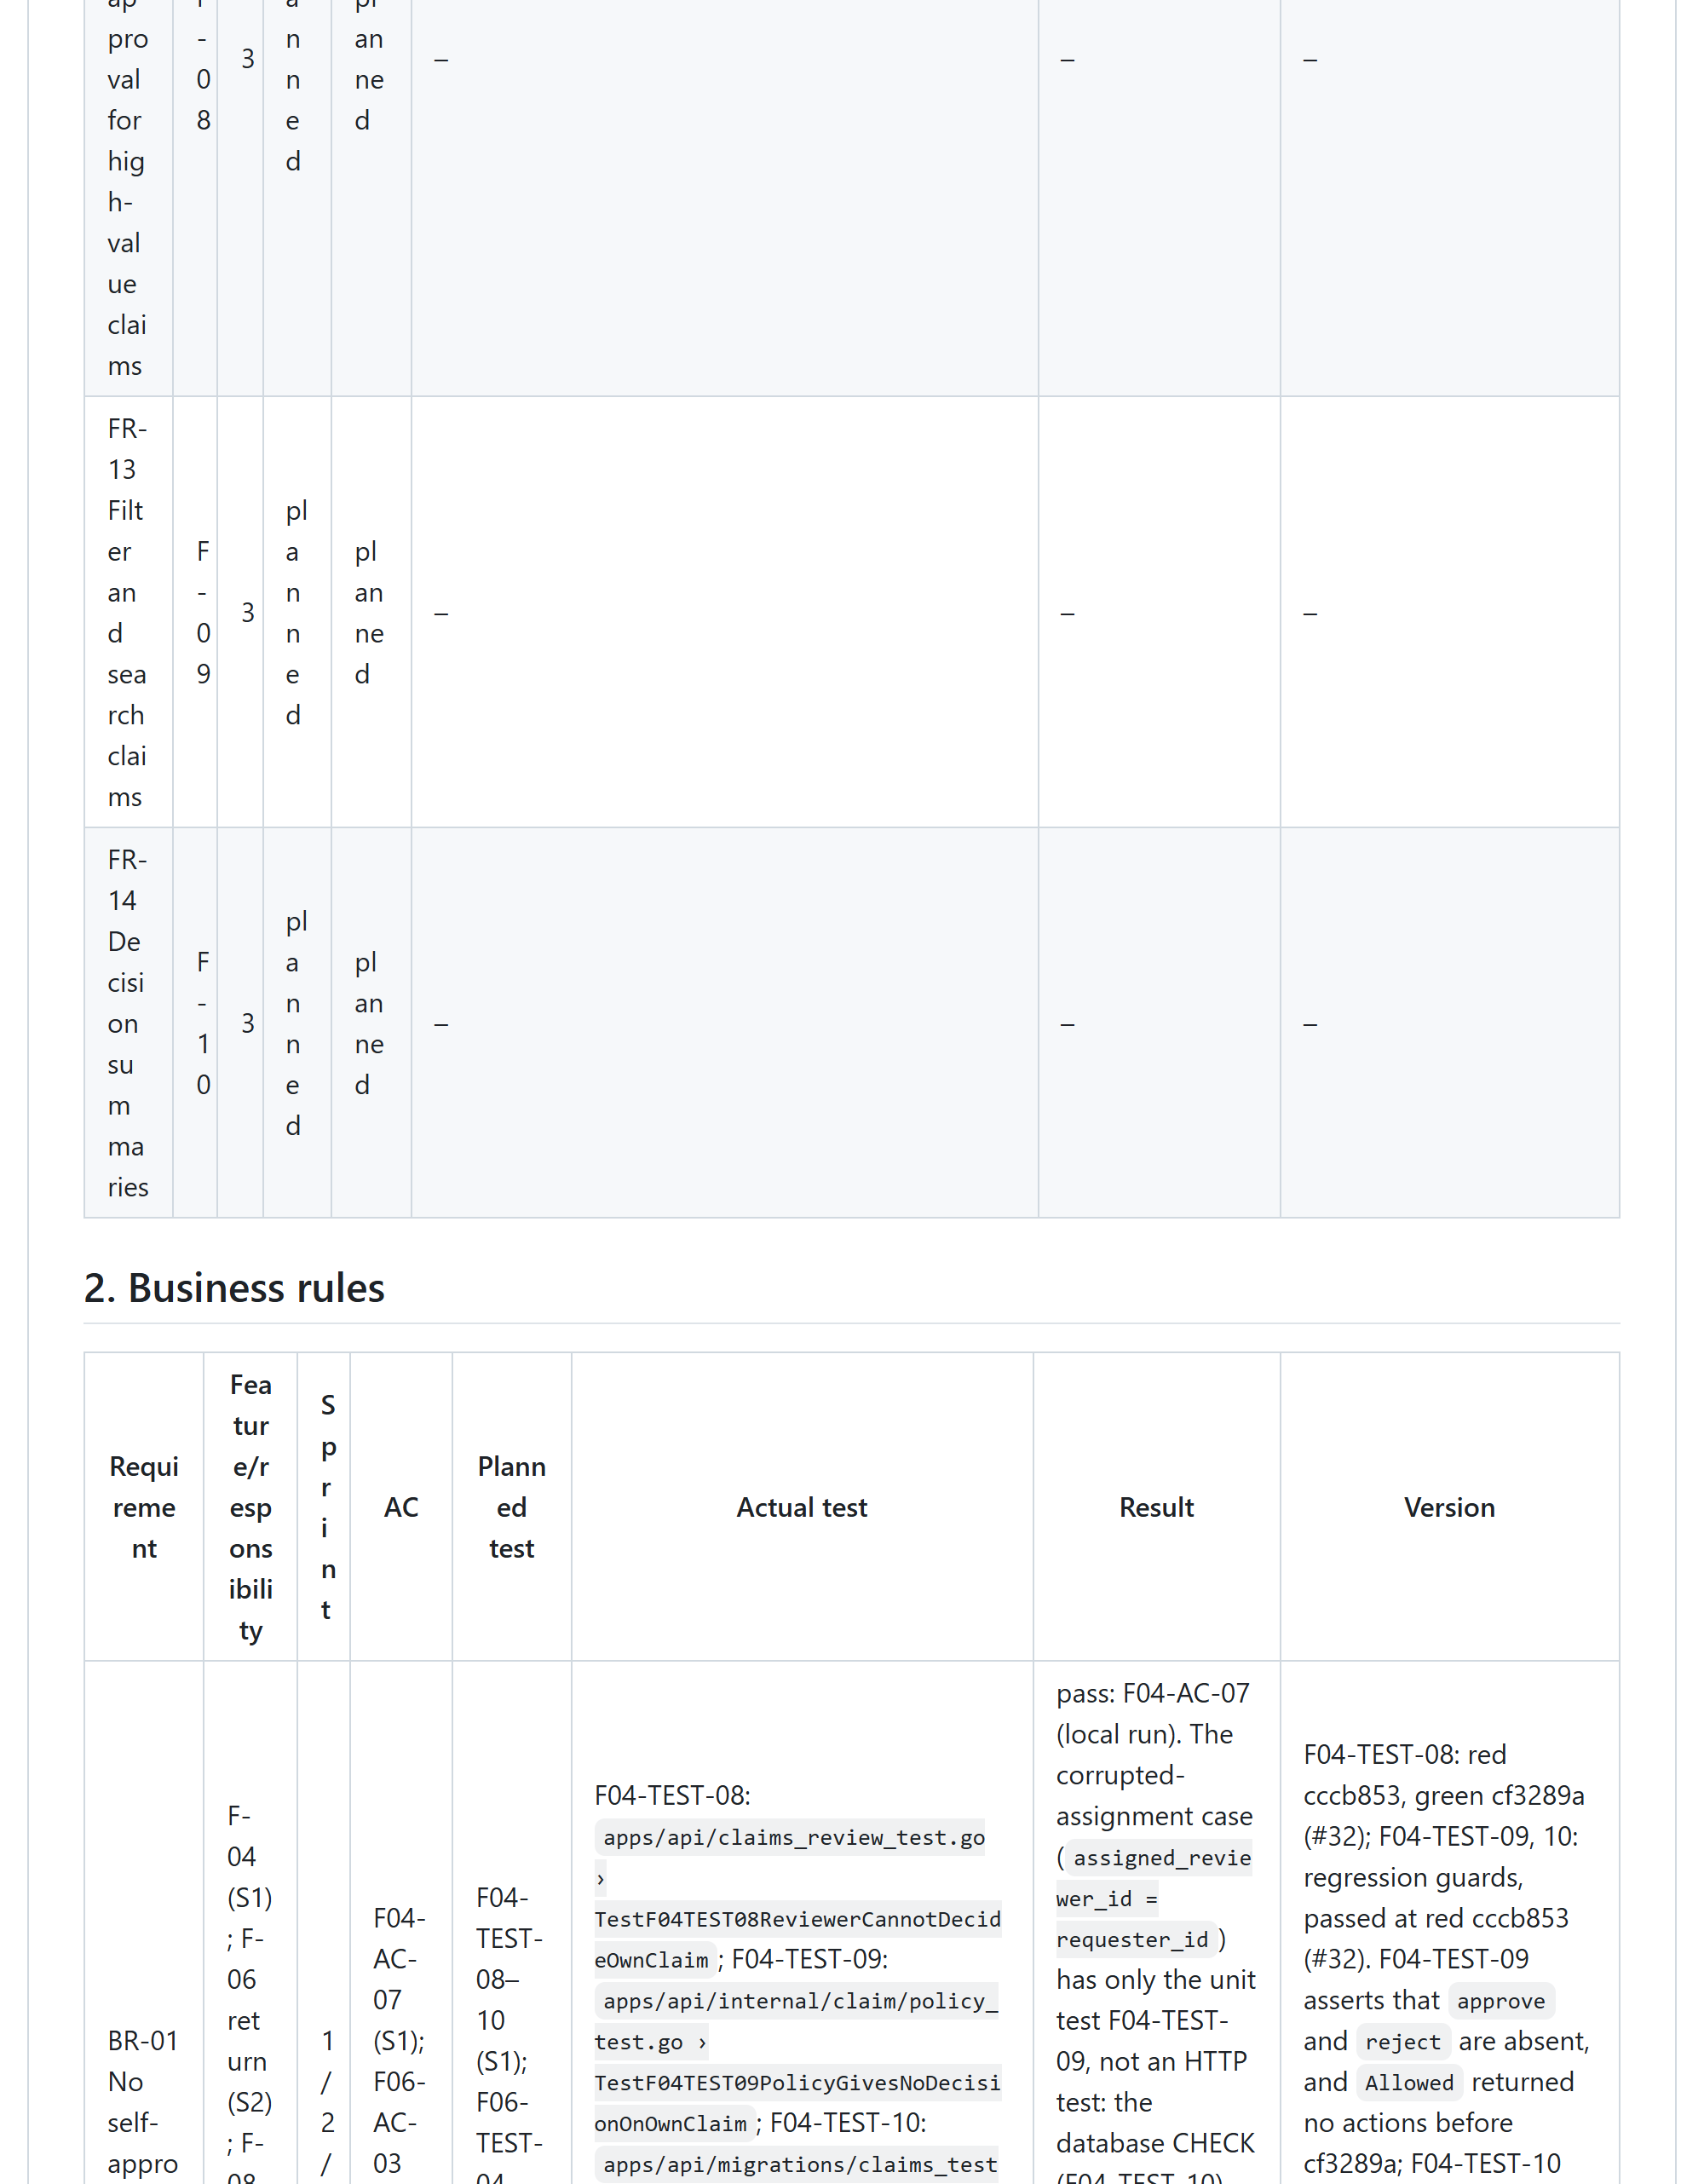 ap
pro
val
for
hig
h-
val
ue
clai
ms
-
0
8
3
a
n
n
e
d
pl
an
ne
d
–
–
–
FR-
13
Filt
er
an
d
sea
rch
clai
ms
F
-
0
9
3
pl
a
n
n
e
d
pl
an
ne
d
–
–
–
FR-
14
De
cisi
on
su
m
ma
ries
F
-
1
0
3
pl
a
n
n
e
d
pl
an
ne
d
–
–
–
2. Business rules
Requi
reme
nt
Fea
tur
e/r
esp
ons
ibili
ty
S
p
r
i
n
t
AC
Plann
ed
test
Actual test
Result
Version
BR-01
No
self-
appro
F-
04
(S1)
; F-
06
ret
urn
(S2)
; F-
08
1
/
2
/
F04-
AC-
07
(S1);
F06-
AC-
03
F04-
TEST-
08–
10
(S1);
F06-
TEST-
04
F04-TEST-08:
apps/api/claims_review_test.go
›
TestF04TEST08ReviewerCannotDecid
eOwnClaim ; F04-TEST-09:
apps/api/internal/claim/policy_
test.go ›
TestF04TEST09PolicyGivesNoDecisi
onOnOwnClaim ; F04-TEST-10:
apps/api/migrations/claims_test
pass: F04-AC-07
(local run). The
corrupted-
assignment case
( assigned_revie
wer_id =
requester_id )
has only the unit
test F04-TEST-
09, not an HTTP
test: the
database CHECK
(F04-TEST-10)
F04-TEST-08: red
cccb853, green cf3289a
(#32); F04-TEST-09, 10:
regression guards,
passed at red cccb853
(#32). F04-TEST-09
asserts that approve
and reject are absent,
and Allowed returned
no actions before
cf3289a; F04-TEST-10